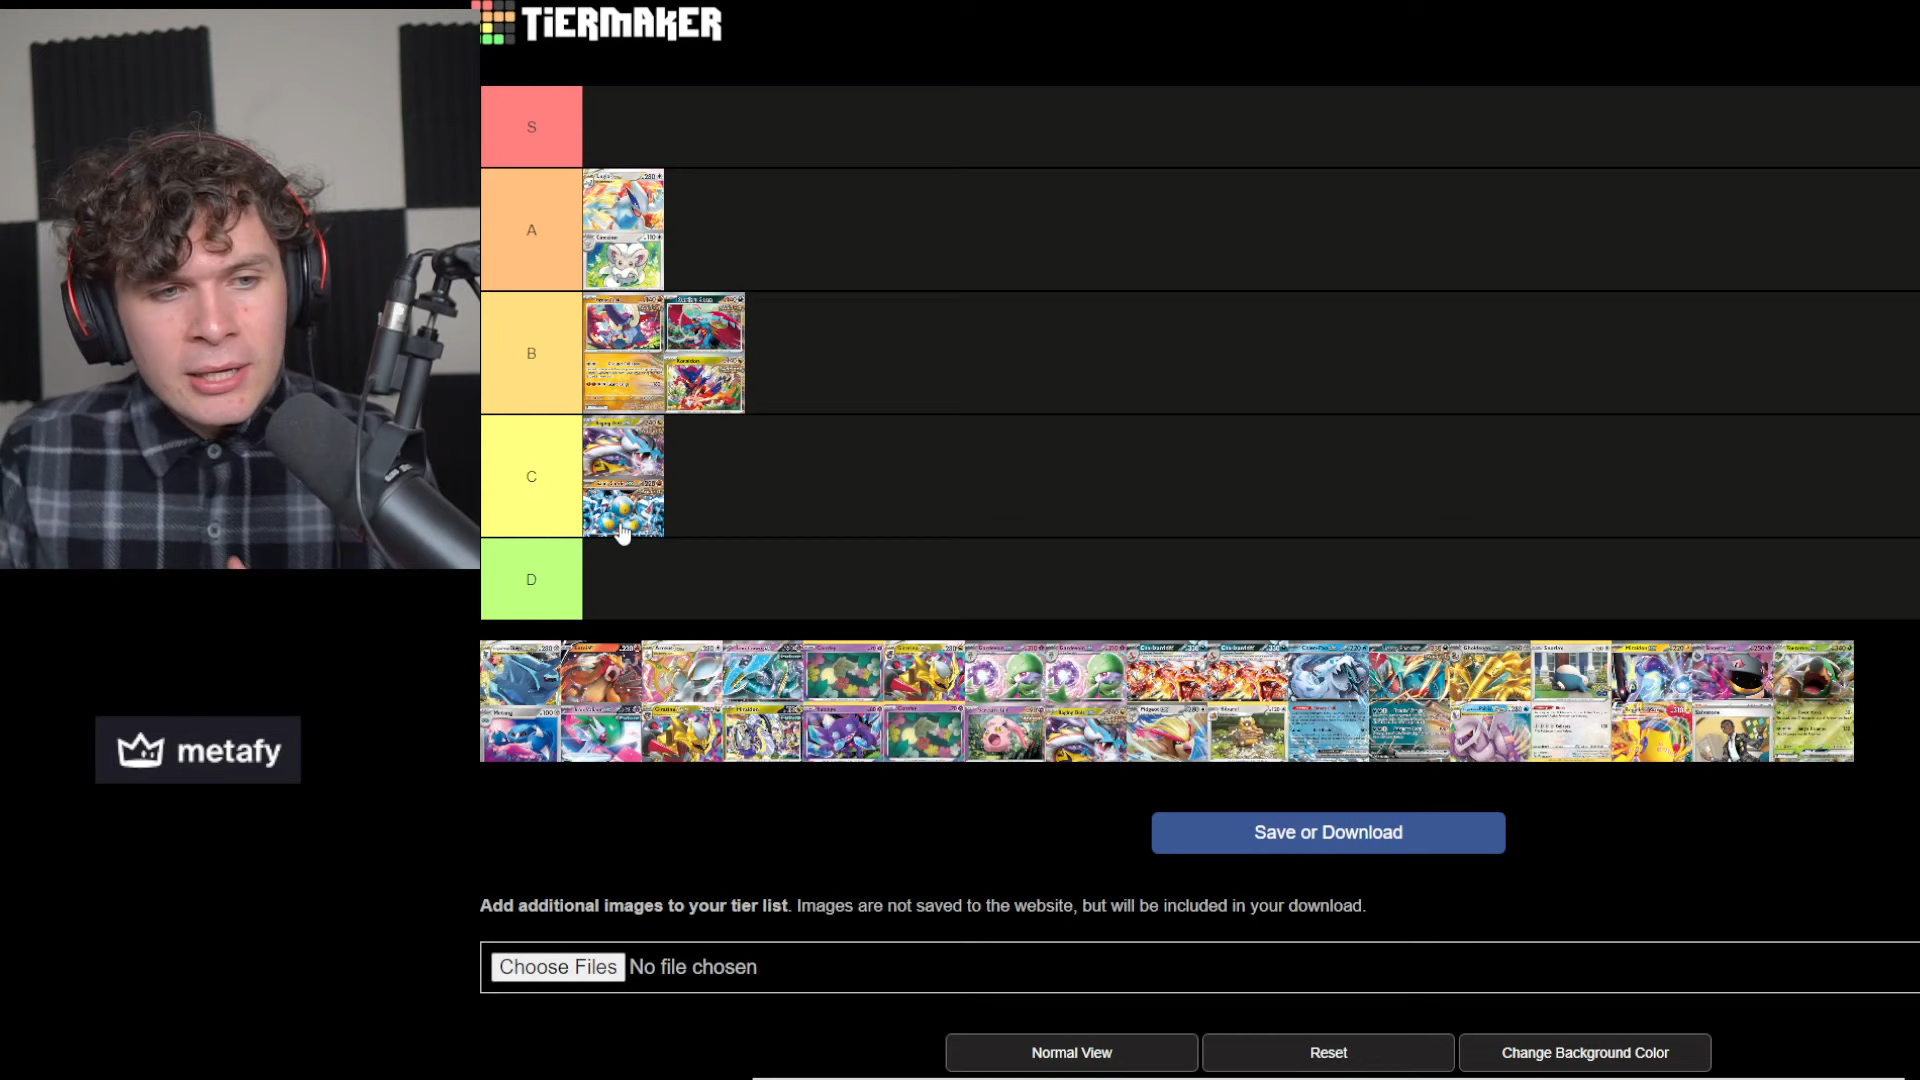 TiERMAKER
S
A
B
C
D
metafy
Save or Download
Add additional images to your tier list. Images are not saved to the website, but will be included in your download.
Choose Files No file chosen
Normal View
Reset
Change Background Color